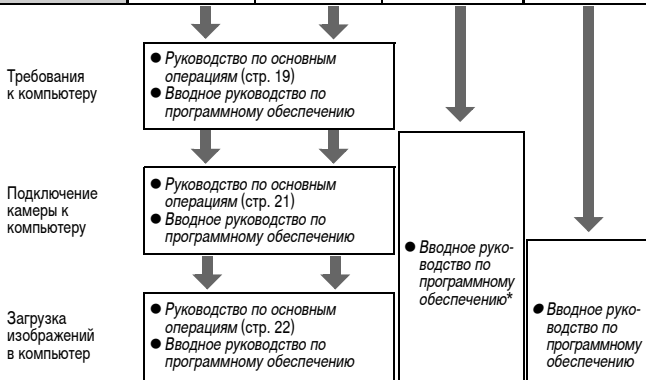 Требования
к компьютеру
● Руководство по основным
операциям (стр. 19)
● Вводное руководство по
программному обеспечению
Подключение
камеры к
компьютеру
● Руководство по основным
операциям (стр. 21)
● Вводное руководство по
программному обеспечению
Загрузка
изображений
в компьютер
● Руководство по основным
операциям (стр. 22)
● Вводное руководство по
программному обеспечению
● Вводное руко-
водство по
программному
обеспечению*
● Вводное руко-
водство по
программному
обеспечению